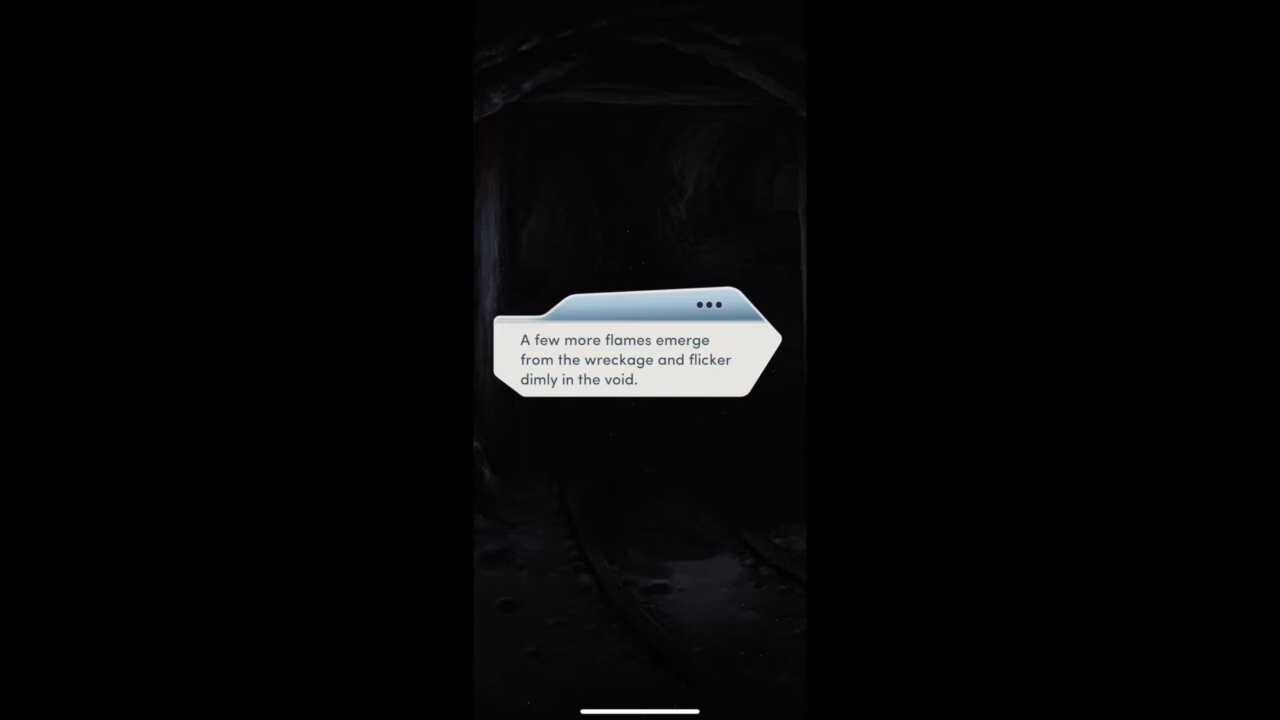 A few more flames emerge
from the wreckage and flicker
dimly in the void.